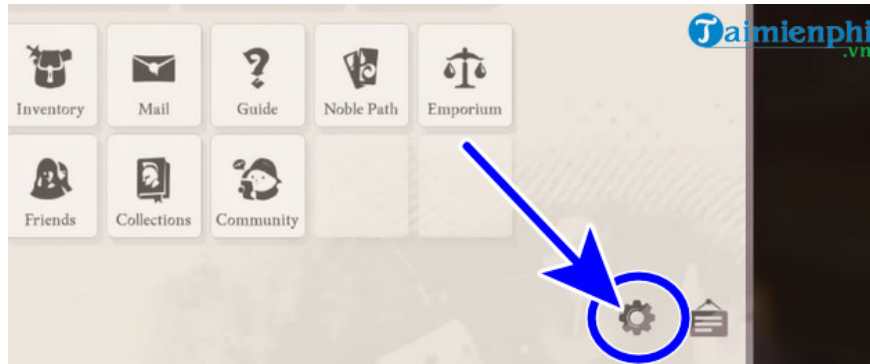 Taimienphi
.vn
Inventory
Mail
Guide
Noble Path
Emporium
Friends
Collections
Community